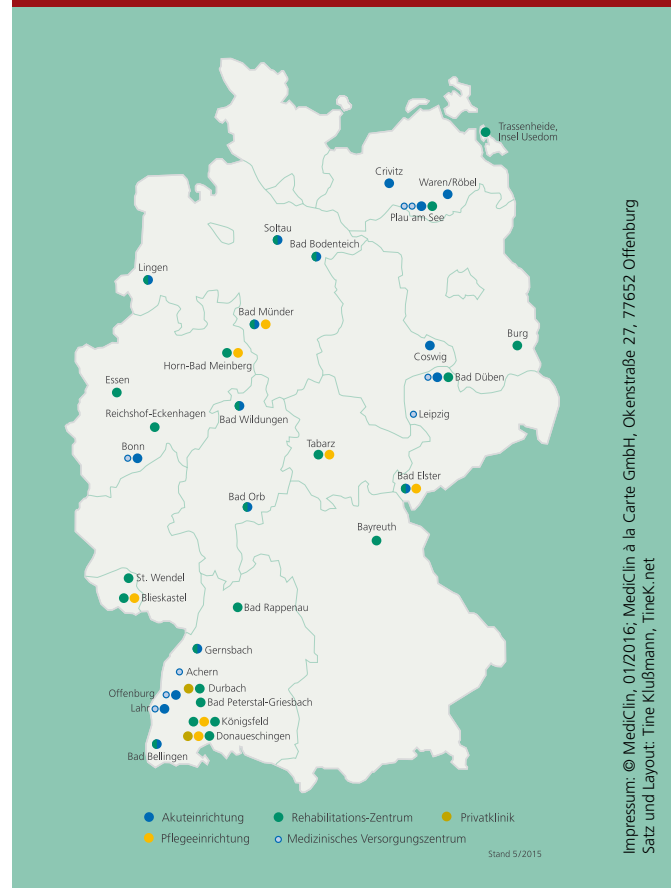 Trassenheide,
Insel Usedom
Crivitz
Waren/Röbel
Plau am See
Soltau
Bad Bodenteich
Lingen
Bad Münder
Horn-Bad Meinberg
Burg
Coswig
Bad Düben
Essen
Reichshof-Eckenhagen
Bad Wildungen
Leipzig
Bonn
Tabarz
Bad Elster
Bad Orb
Bayreuth
St. Wendel
Blieskastel
Bad Rappenau
Gernsbach
Achern
Offenburg
Durbach
Lahr
Bad Peterstal-Griesbach
Königsfeld
Donaueschingen
Bad Bellingen
Akuteinrichtung
Rehabilitations-Zentrum
Privatklinik
Pflegeeinrichtung
Medizinisches Versorgungszentrum
Stand 5/2015
Impressum: © MediClin, 01/2016; MediClin à la Carte GmbH, Okenstraße 27, 77652 Offenburg
Satz und Layout: Tine Klußmann, TineK.net